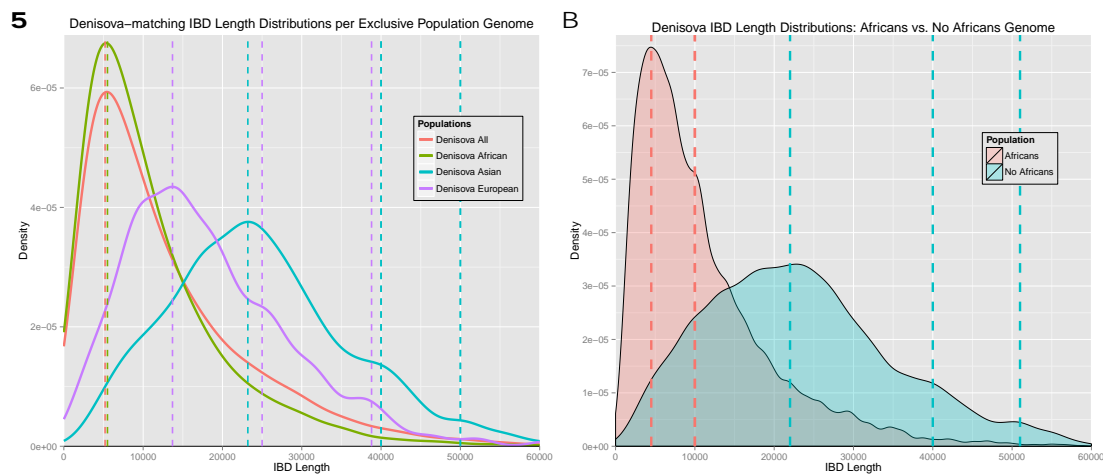 5
Denisova−matching IBD Length Distributions per Exclusive Population Genome
6e−05
4e−05
2e−05
0e+00
Density
0
10000
20000
30000
40000
50000
60000
IBD Length
Populations
Denisova All
Denisova African
Denisova Asian
Denisova European
B
Denisova IBD Length Distributions: Africans vs. No Africans Genome
7e−05
6e−05
5e−05
4e−05
3e−05
2e−05
1e−05
0e+00
Density
0
10000
20000
30000
40000
50000
60000
IBD Length
Population
Africans
No Africans